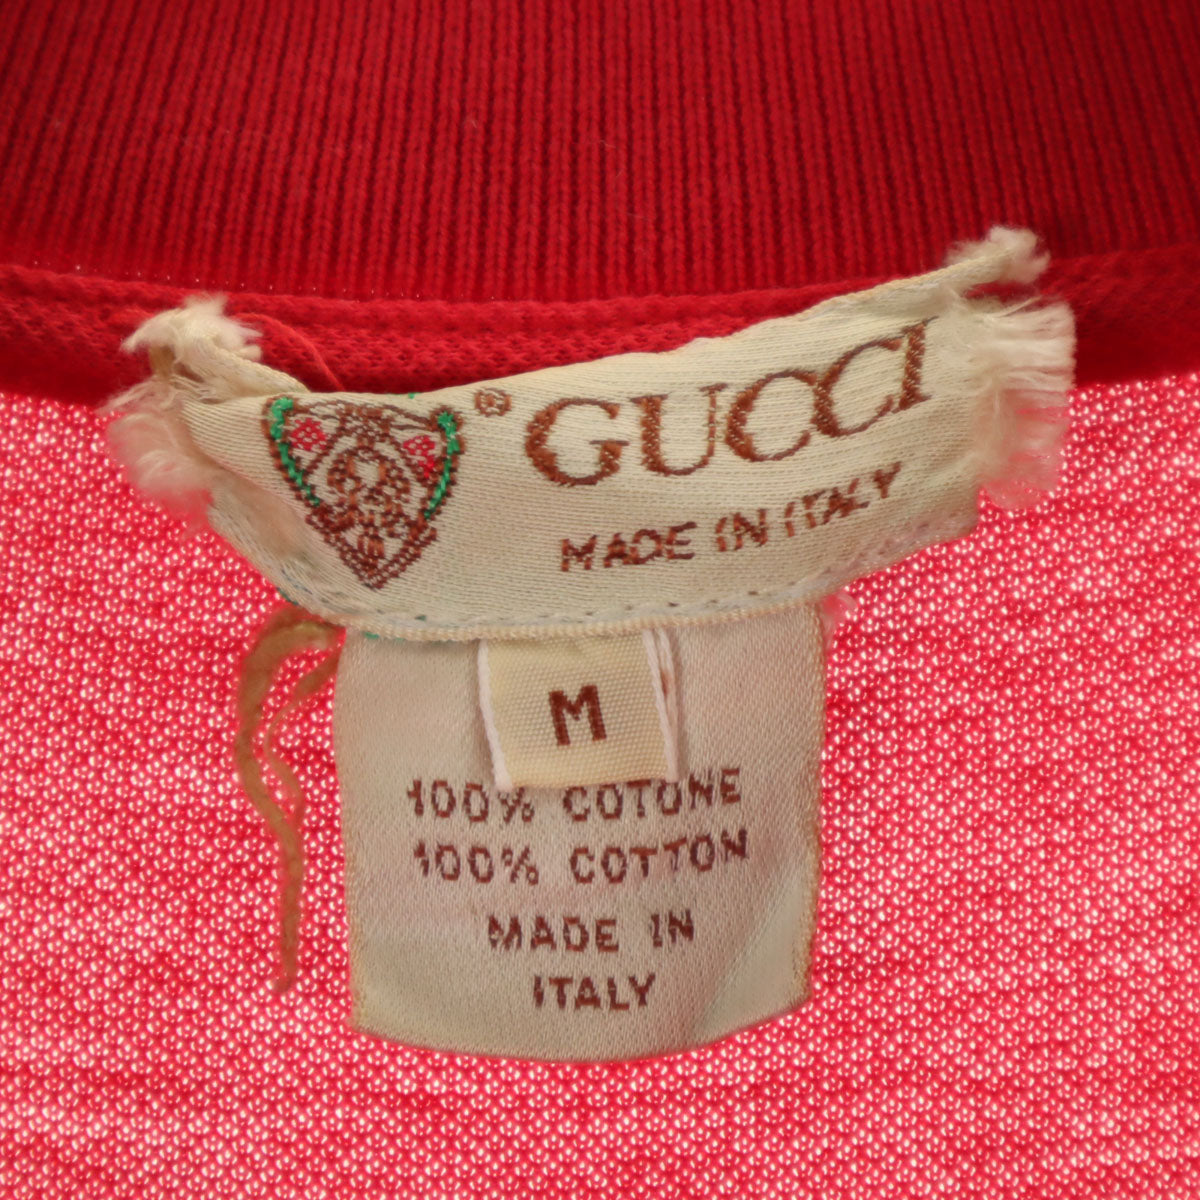 ® GUCCI
MADE IN ITALY
M
100% COTONE
100% COTTON
MADE IN
ITALY